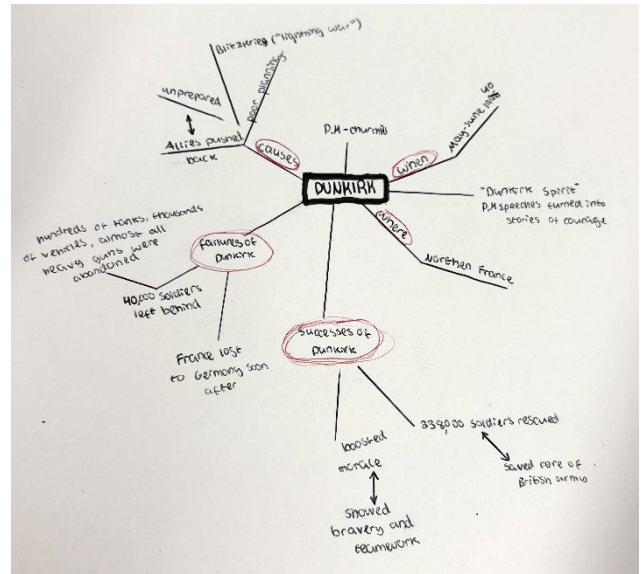 Blitzkrieg ("lightning war")
poor planning
unprepared
Allies pushed
back
causes
P.M-churchill
DUNKIRK
when
May-June 1940
"Dunkirk Spirit"
P.M speeches turned into
stories of courage
where
Northen France
failures of
Dunkirk
hundreds of tanks, thousands
of vehicles, almost all
heavy guns were
abandoned
40,000 soldiers
left behind
France lost
to Germany soon
after
Successes of
Dunkirk
boosted
morale
showed
bravery and
teamwork
338,000 soldiers rescued
saved core of
British army